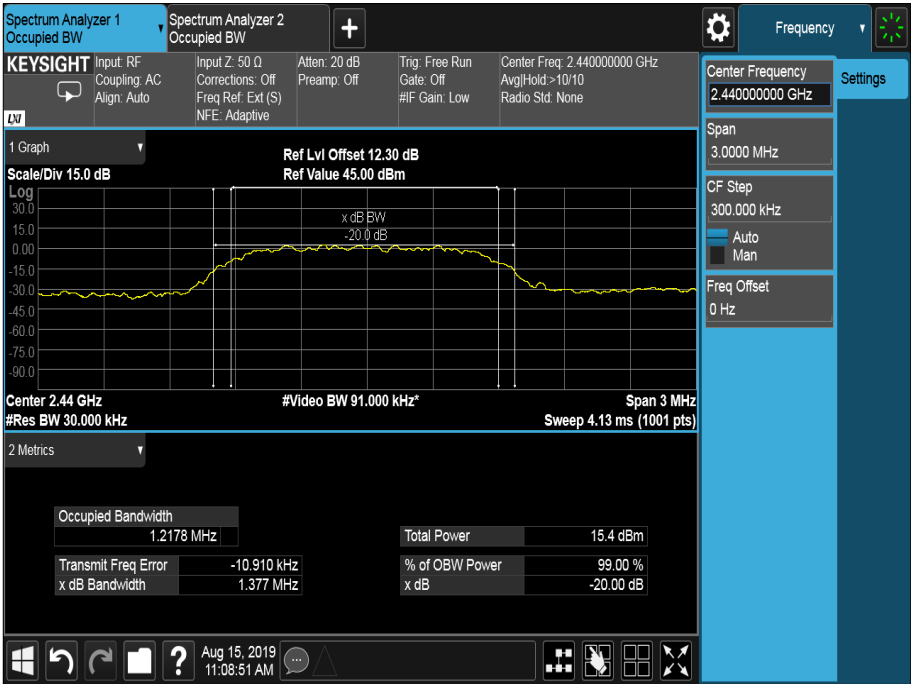 Spectrum Analyzer 1
Occupied BW
Spectrum Analyzer 2
Occupied BW
Frequency
KEYSIGHT
Input: RF
Coupling: AC
Align: Auto
Input Z: 50 Ω
Corrections: Off
Freq Ref: Ext (S)
NFE: Adaptive
Atten: 20 dB
Preamp: Off
Trig: Free Run
Gate: Off
#IF Gain: Low
Center Freq: 2.440000000 GHz
Avg|Hold:>10/10
Radio Std: None
LXI
Center Frequency
2.440000000 GHz
Settings
Span
3.0000 MHz
CF Step
300.000 kHz
Auto
Man
Freq Offset
0 Hz
1 Graph
Scale/Div 15.0 dB
Ref Lvl Offset 12.30 dB
Ref Value 45.00 dBm
Log
30.0
15.0
0.00
-15.0
-30.0
-45.0
-60.0
-75.0
-90.0
x dB BW
-20.0 dB
Center 2.44 GHz
#Video BW 91.000 kHz*
Span 3 MHz
#Res BW 30.000 kHz
Sweep 4.13 ms (1001 pts)
2 Metrics
Occupied Bandwidth
1.2178 MHz
Total Power 15.4 dBm
Transmit Freq Error -10.910 kHz
% of OBW Power 99.00 %
x dB Bandwidth 1.377 MHz
x dB -20.00 dB
?
Aug 15, 2019
11:08:51 AM